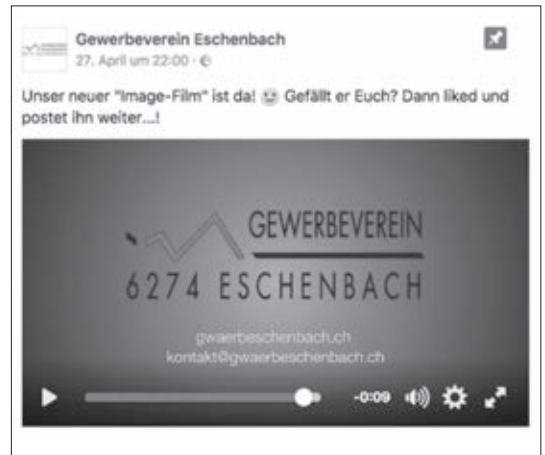 Gewerbeverein Eschenbach
27. April um 22:00 ·
Unser neuer "Image-Film" ist da! Gefällt er Euch? Dann liked und
postet ihn weiter...!
GEWERBEVEREIN
6274 ESCHENBACH
gwaerbeschenbach.ch
kontakt@gwaerbeschenbach.ch
-0:09